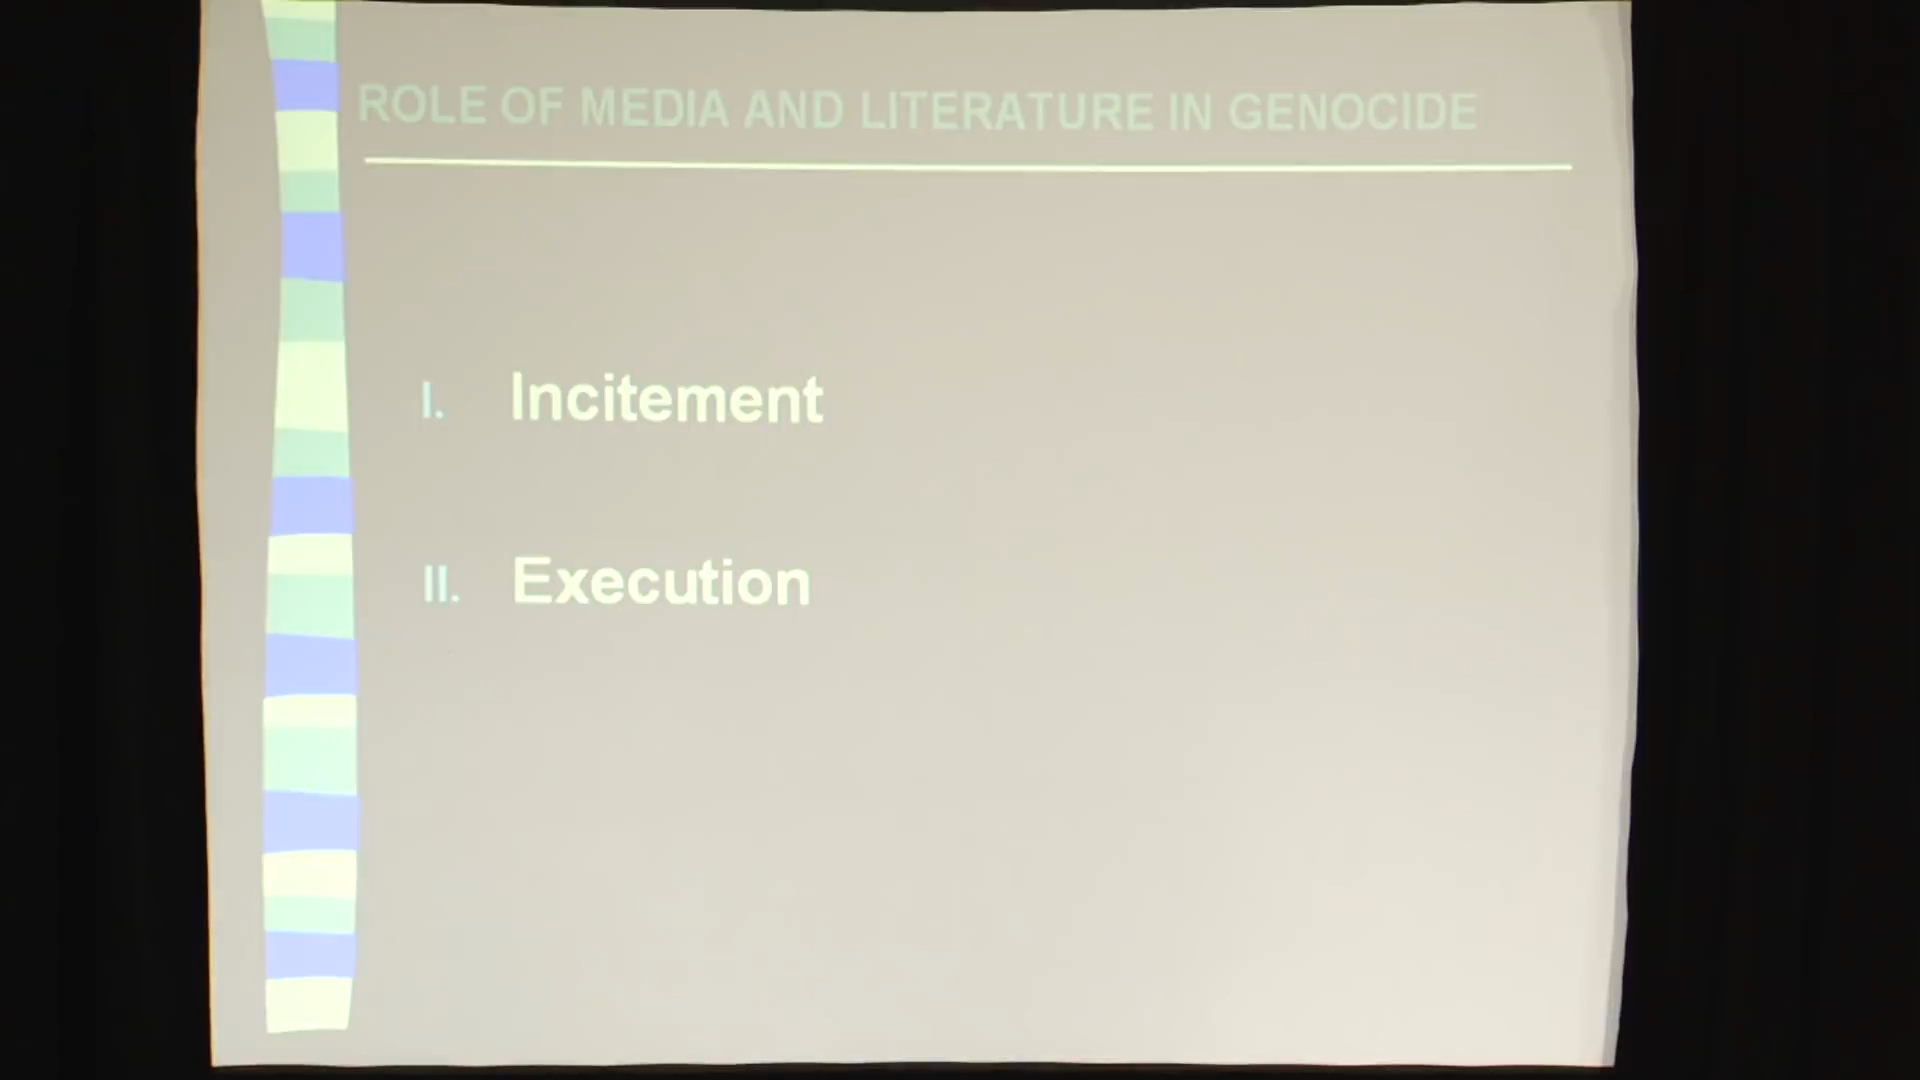 ROLE OF MEDIA AND LITERATURE IN GENOCIDE
I. Incitement
II. Execution